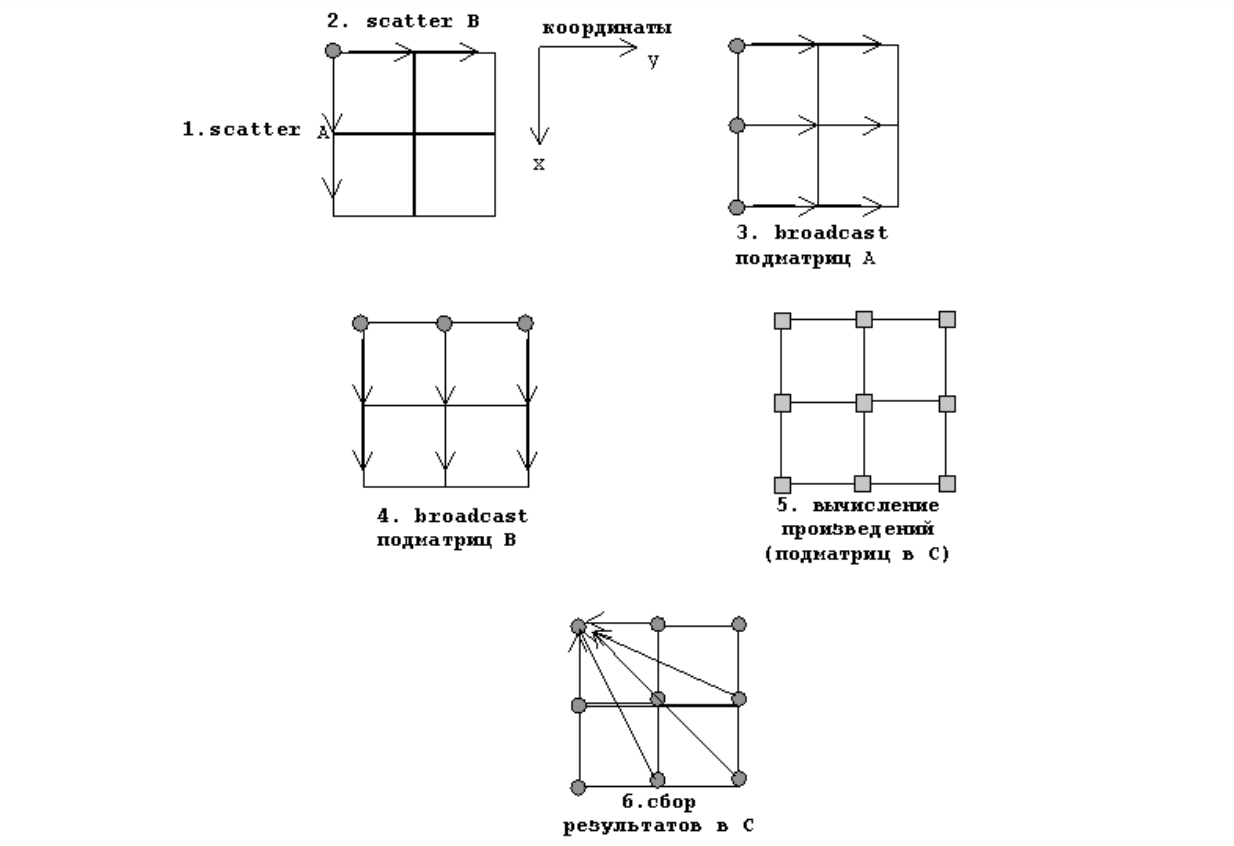 2. scatter B
координаты
y
1.scatter A
x
3. broadcast
подматриц A
4. broadcast
подматриц B
5. вычисление
произведений
(подматриц в C)
6.сбор
результатов в C